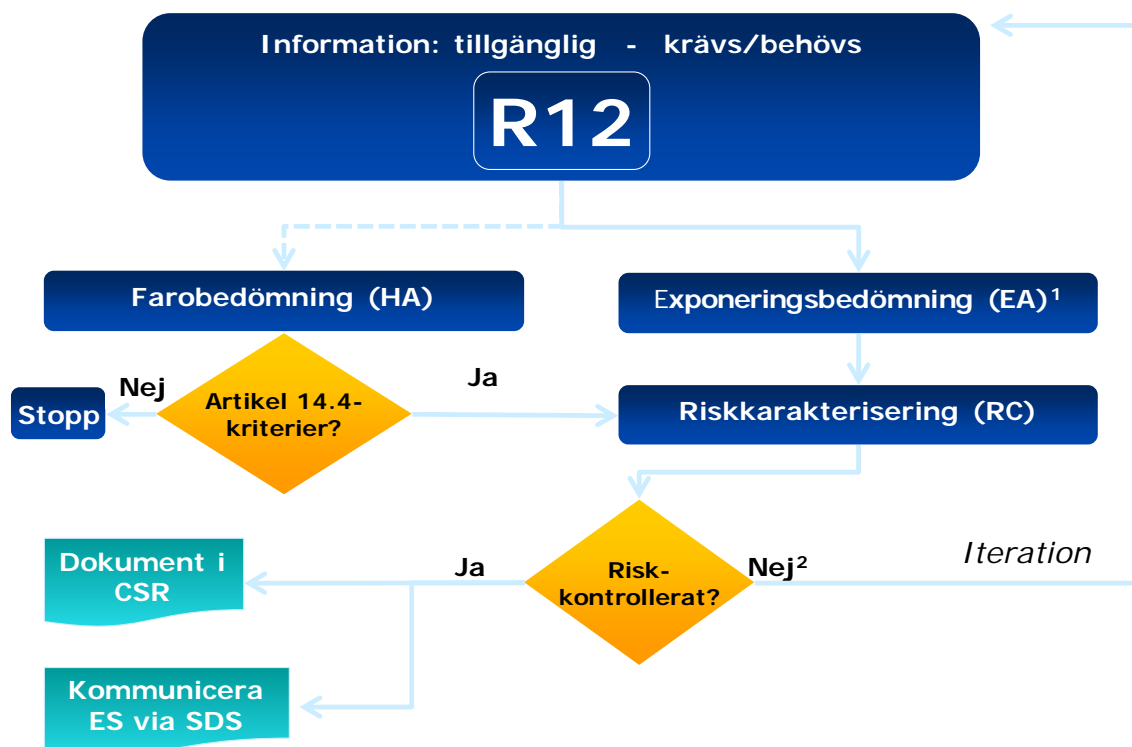 Information: tillgänglig - krävs/behövs
R12
Farobedömning (HA)
Exponeringsbedömning (EA)¹
Nej
Ja
Stopp
Artikel 14.4-
kriterier?
Riskkarakterisering (RC)
Dokument i
CSR
Ja
Risk-
kontrollerat?
Nej²
Iteration
Kommunicera
ES via SDS